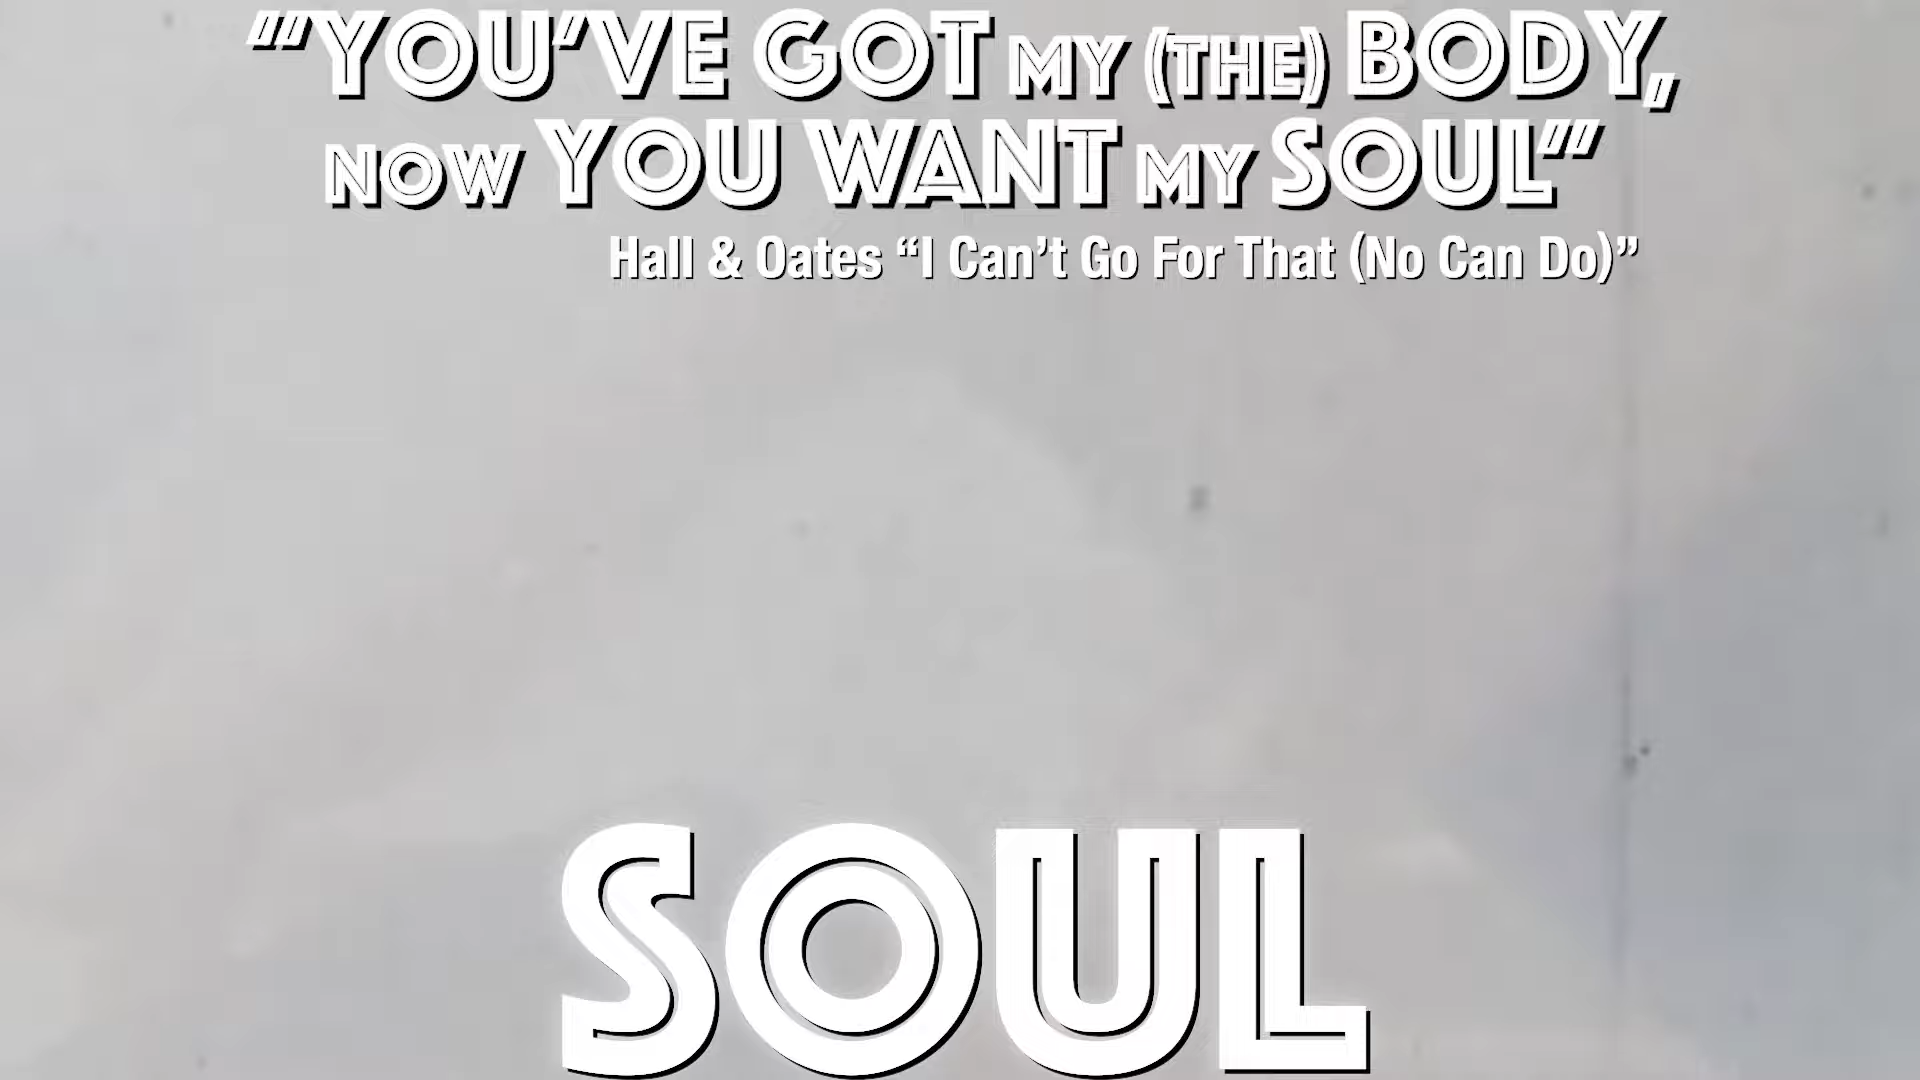 “YOU’VE GOT MY (THE) BODY,
NOW YOU WANT MY SOUL”
Hall & Oates “I Can’t Go For That (No Can Do)”
SOUL